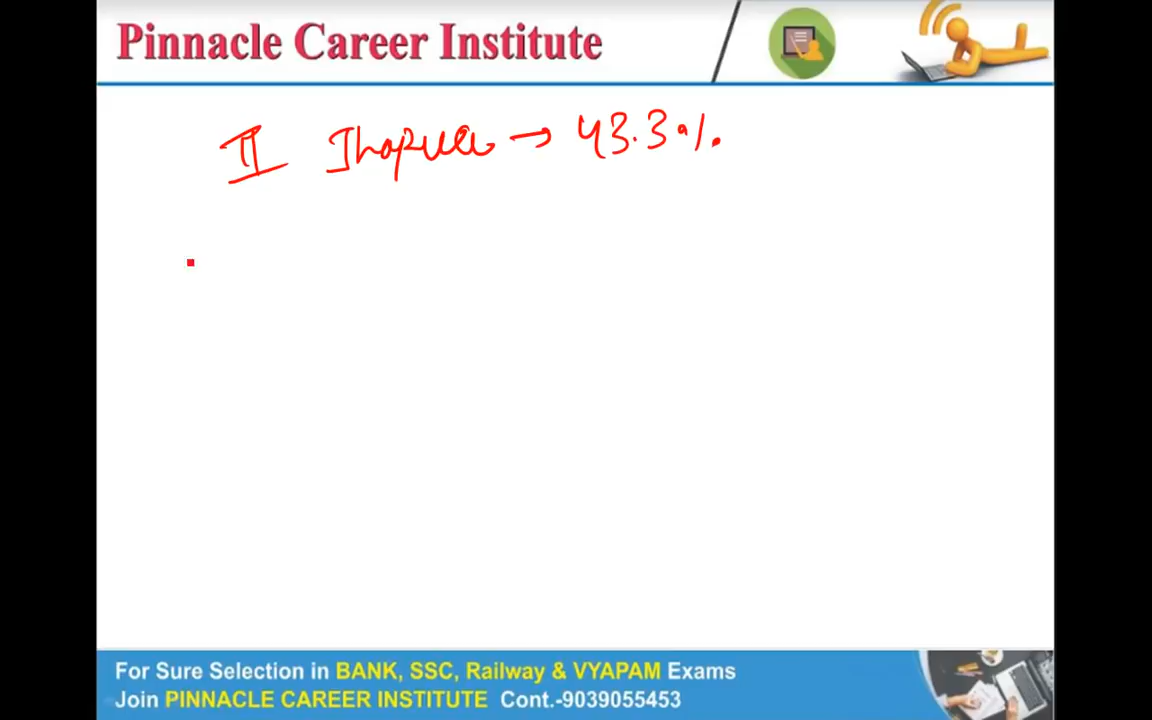 Pinnacle Career Institute
II Jhapuaa → 43.3%
For Sure Selection in BANK, SSC, Railway & VYAPAM Exams
Join PINNACLE CAREER INSTITUTE Cont.-9039055453